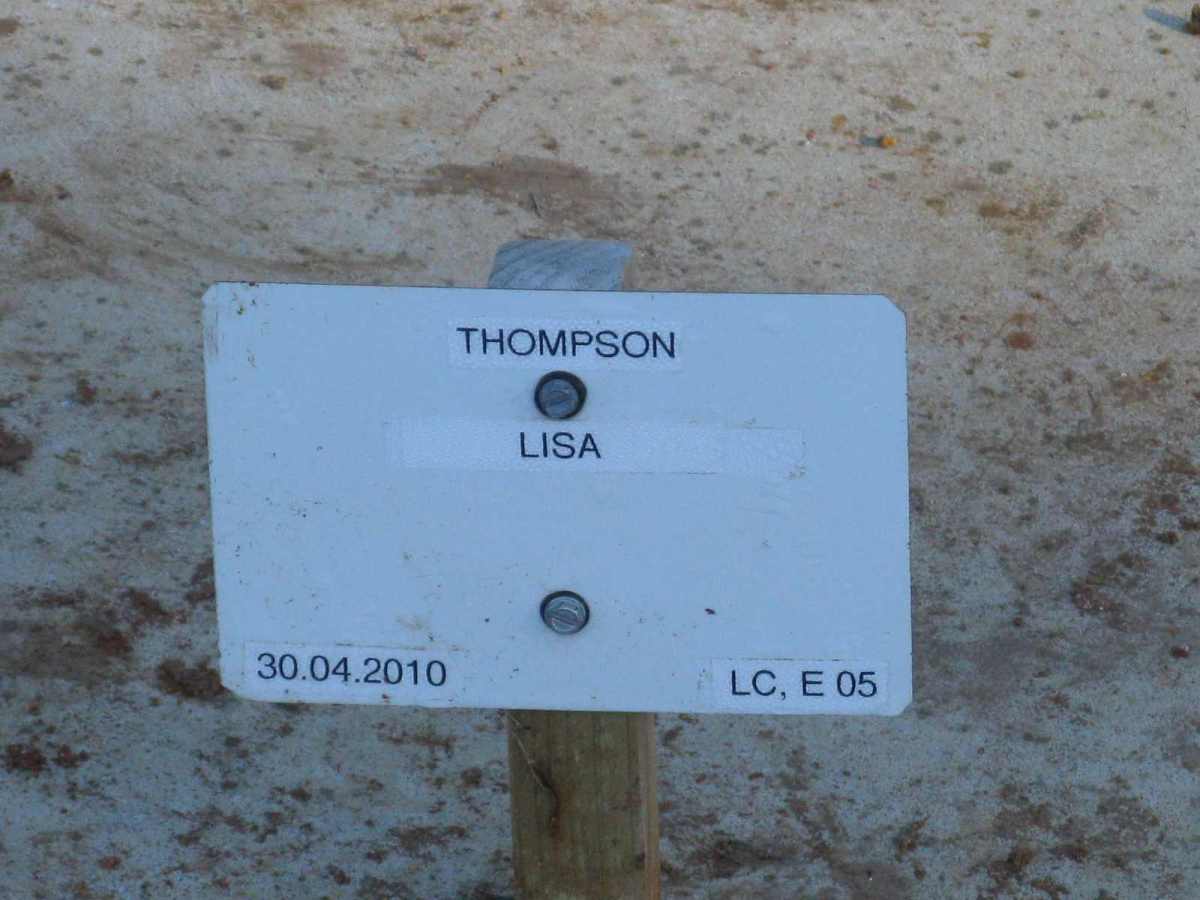 THOMPSON
LISA
30.04.2010
LC, E 05